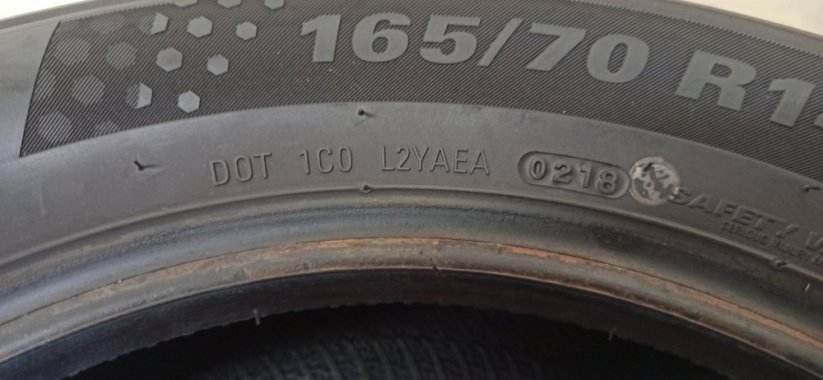 165/70 R1
DOT 1C0 L2YAEA 0218
SAFETY